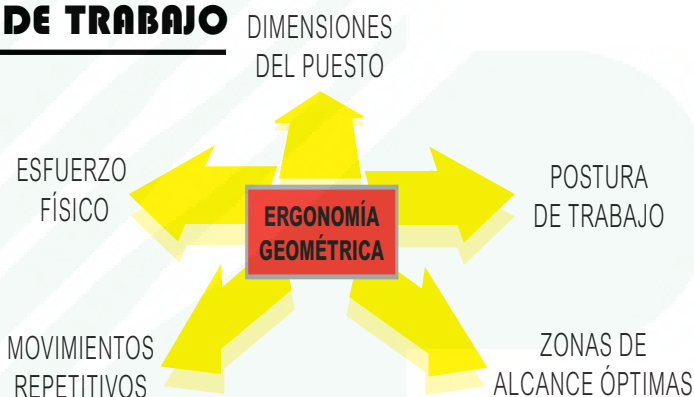 DE TRABAJO
DIMENSIONES
DEL PUESTO
ESFUERZO
FÍSICO
POSTURA
DE TRABAJO
ERGONOMÍA
GEOMÉTRICA
MOVIMIENTOS
REPETITIVOS
ZONAS DE
ALCANCE ÓPTIMAS